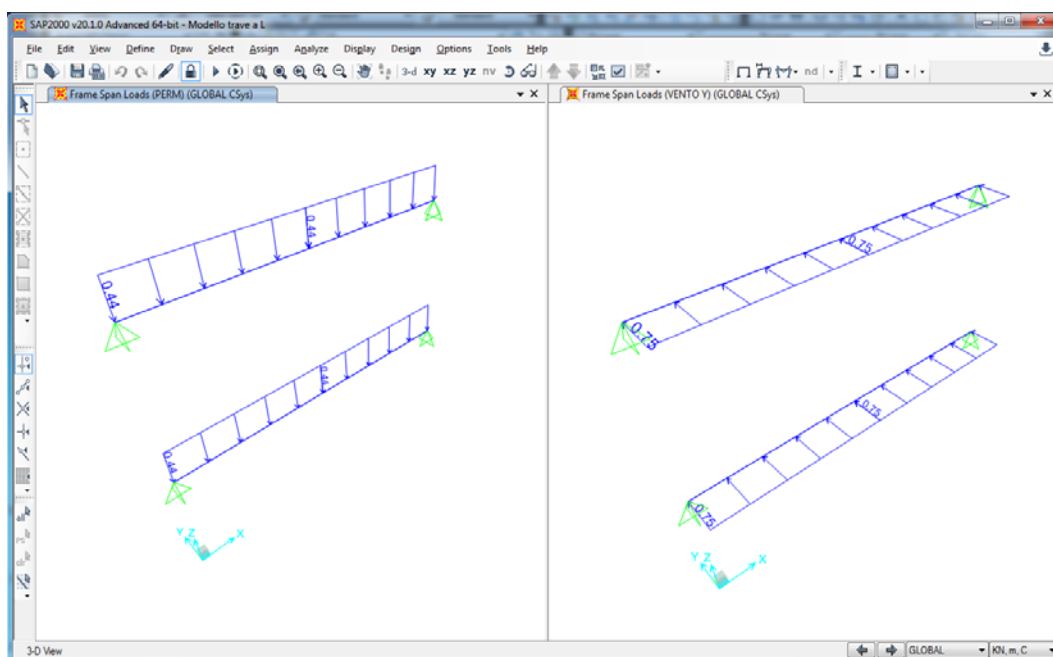 SAP2000 v20.1.0 Advanced 64-bit - Modello trave a L
File Edit View Define Draw Select Assign Analyze Display Design Options Tools Help
3-d xy xz yz nv nd
Frame Span Loads (PERM) (GLOBAL CSys)
0.44
0.44
0.44
0.44
Y Z X
Frame Span Loads (VENTO Y) (GLOBAL CSys)
0.75
0.75
0.75
0.75
Y Z X
3-D View
GLOBAL
KN, m, C